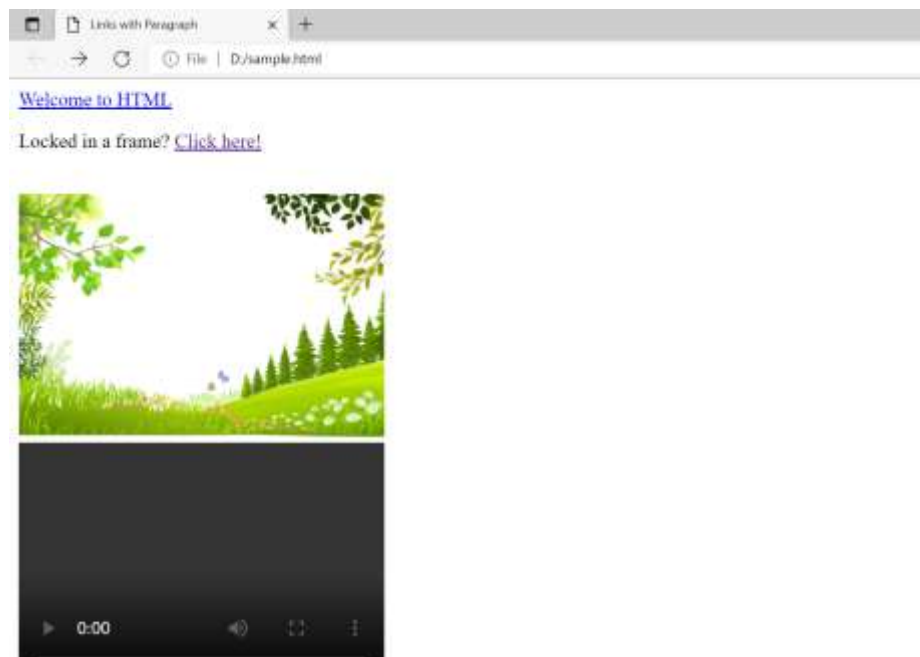 Links with Paragraph
File | D:/sample.html
Welcome to HTML
Locked in a frame? Click here!
0:00